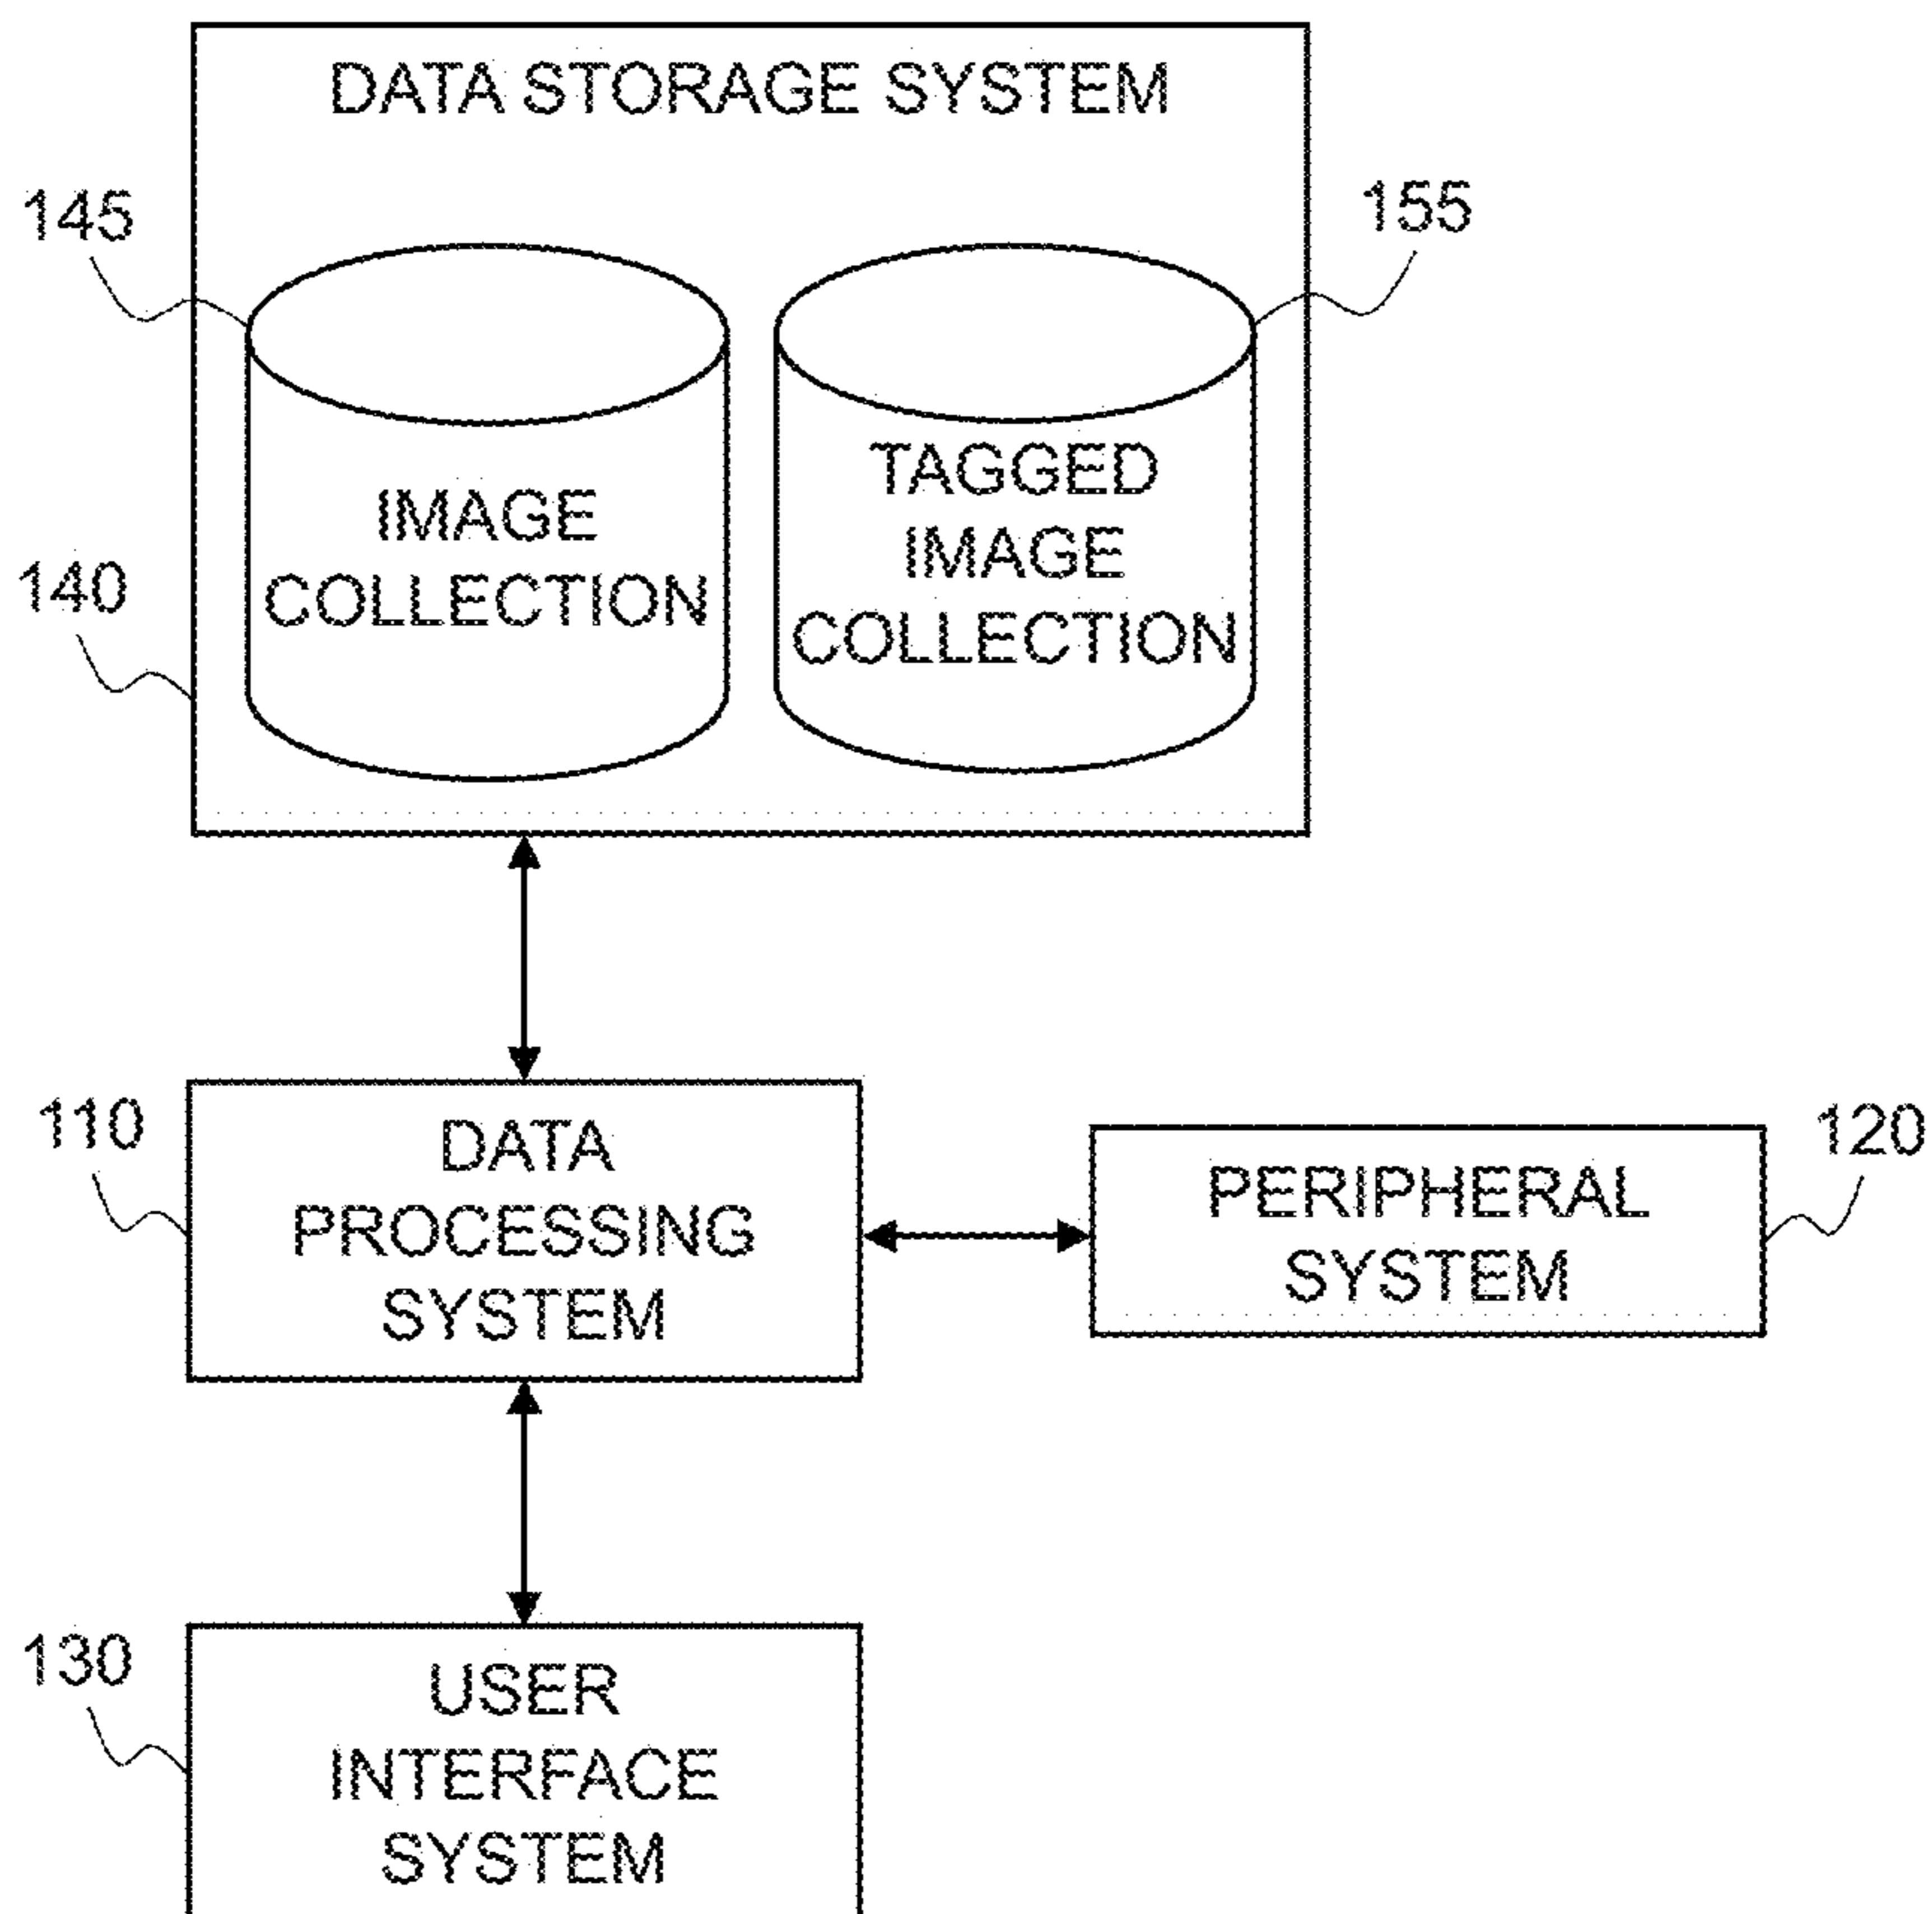 DATA STORAGE SYSTEM
145
155
IMAGE
COLLECTION
TAGGED
IMAGE
COLLECTION
140
110
DATA
PROCESSING
SYSTEM
PERIPHERAL
SYSTEM
120
130
USER
INTERFACE
SYSTEM